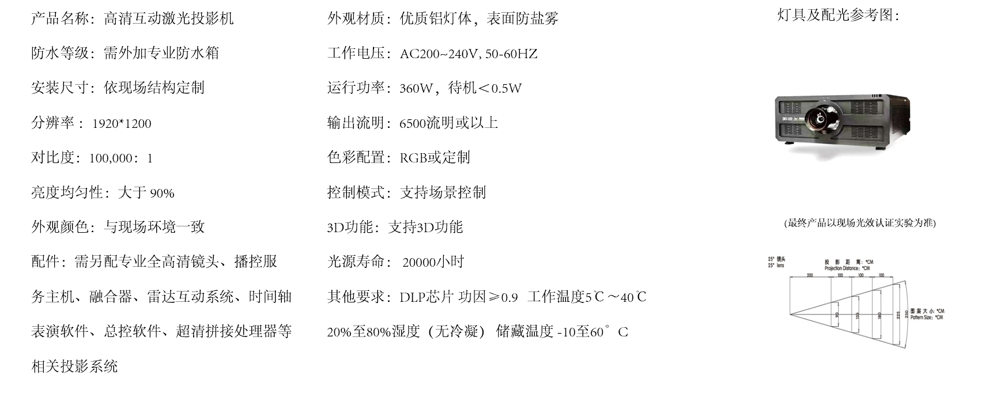 产品名称：高清互动激光投影机
防水等级：需外加专业防水箱
安装尺寸：依现场结构定制
分辨率：1920*1200
对比度：100,000：1
亮度均匀性：大于 90%
外观颜色：与现场环境一致
配件：需另配专业全高清镜头、播控服
务主机、融合器、雷达互动系统、时间轴
表演软件、总控软件、超清拼接处理器等
相关投影系统
外观材质：优质铝灯体，表面防盐雾
工作电压：AC200~240V, 50-60HZ
运行功率：360W，待机＜0.5W
输出流明：6500流明或以上
色彩配置：RGB或定制
控制模式：支持场景控制
3D功能：支持3D功能
光源寿命： 20000小时
其他要求：DLP芯片 功因≥0.9 工作温度5℃～40℃
20%至80%湿度（无冷凝） 储藏温度 -10至60°C
灯具及配光参考图：
(最终产品以现场光效认证实验为准)
25° 镜头
25° lens
投影距离：*CM
Projection Distance：*CM
200 100 100 100
90 135 180 225 250
图案大小: *CM
Pattern Size：*CM